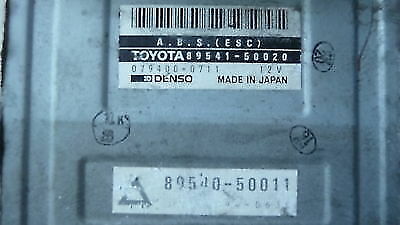 A.B.S.(ESC)
TOYOTA 89541-50020
079400-0711 12V
DENSO MADE IN JAPAN
89540-50011